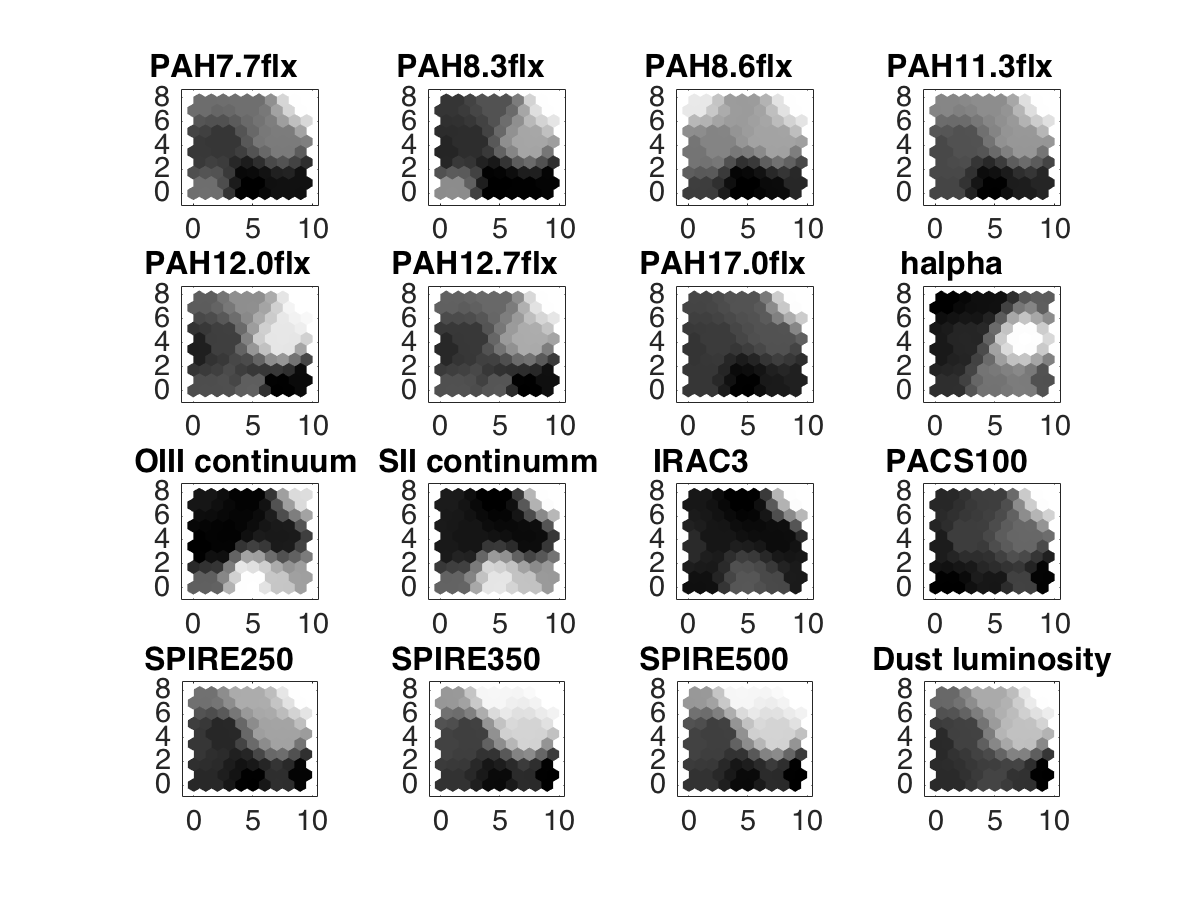 PAH7.7flx PAH8.3flx PAH8.6flx PAH11.3flx
8 8 8 8
6 6 6 6
4 4 4 4
2 2 2 2
0 0 0 0
0 5 10 0 5 10 0 5 10 0 5 10
PAH12.0flx PAH12.7flx PAH17.0flx halpha
8 8 8 8
6 6 6 6
4 4 4 4
2 2 2 2
0 0 0 0
0 5 10 0 5 10 0 5 10 0 5 10
OIII continuum SII continumm IRAC3 PACS100
8 8 8 8
6 6 6 6
4 4 4 4
2 2 2 2
0 0 0 0
0 5 10 0 5 10 0 5 10 0 5 10
SPIRE250 SPIRE350 SPIRE500 Dust luminosity
8 8 8 8
6 6 6 6
4 4 4 4
2 2 2 2
0 0 0 0
0 5 10 0 5 10 0 5 10 0 5 10